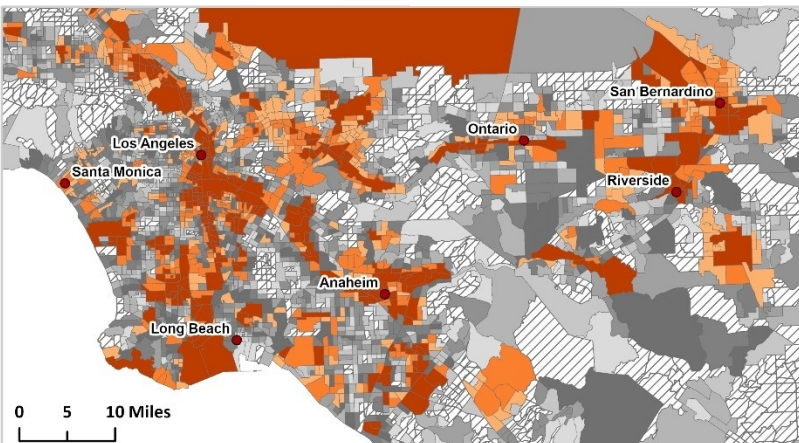 San Bernardino
Ontario
Los Angeles
Santa Monica
Riverside
Anaheim
Long Beach
0 5 10 Miles